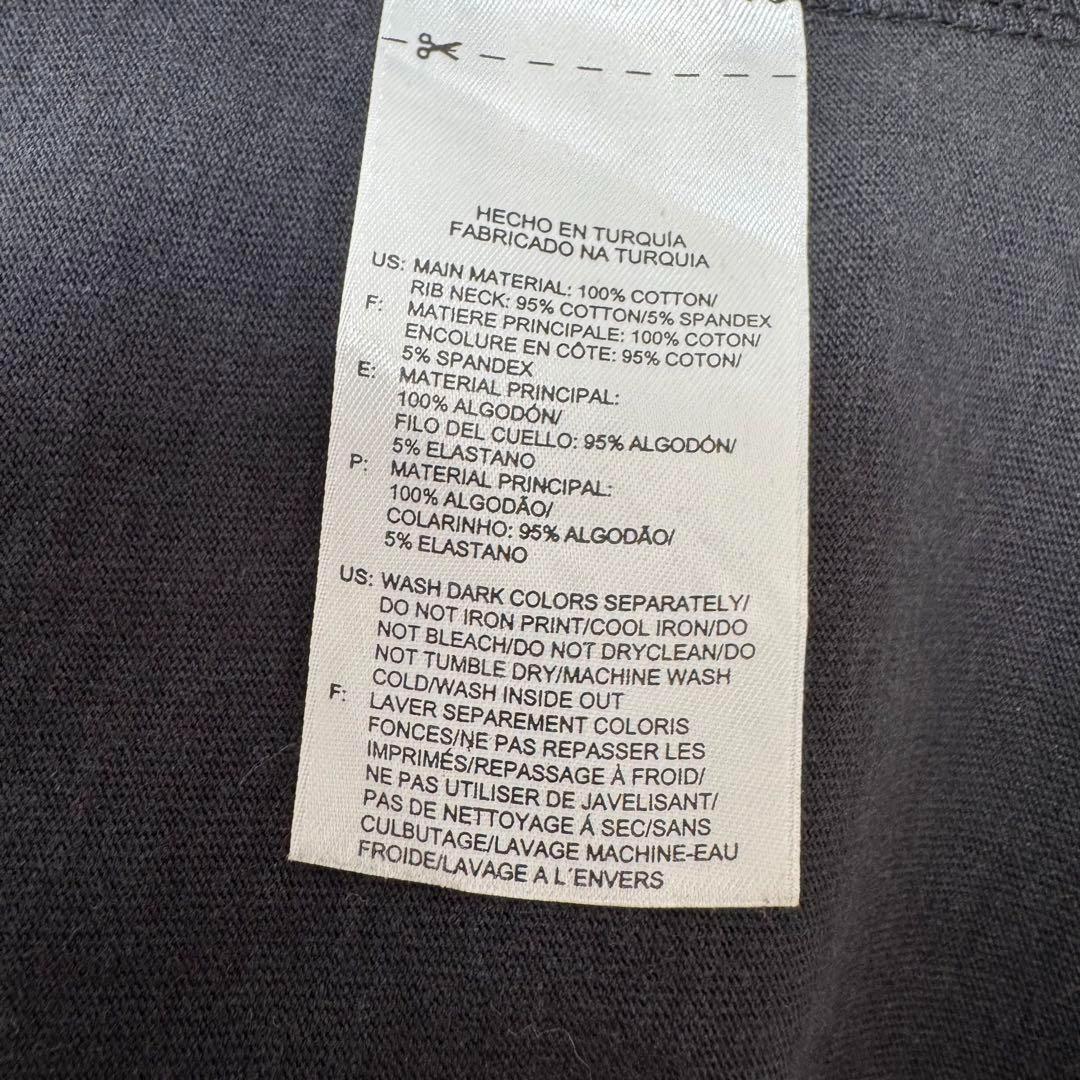 HECHO EN TURQUÍA
FABRICADO NA TURQUIA
US: MAIN MATERIAL: 100% COTTON/
RIB NECK: 95% COTTON/5% SPANDEX
F: MATIERE PRINCIPALE: 100% COTON/
ENCOLURE EN CÔTE: 95% COTON/
5% SPANDEX
E: MATERIAL PRINCIPAL:
100% ALGODÓN/
FILO DEL CUELLO: 95% ALGODÓN/
5% ELASTANO
P: MATERIAL PRINCIPAL:
100% ALGODÃO/
COLARINHO: 95% ALGODÃO/
5% ELASTANO
US: WASH DARK COLORS SEPARATELY/
DO NOT IRON PRINT/COOL IRON/DO
NOT BLEACH/DO NOT DRYCLEAN/DO
NOT TUMBLE DRY/MACHINE WASH
COLD/WASH INSIDE OUT
F: LAVER SEPAREMENT COLORIS
FONCES/NE PAS REPASSER LES
IMPRIMÉS/REPASSAGE À FROID/
NE PAS UTILISER DE JAVELISANT/
PAS DE NETTOYAGE Á SEC/SANS
CULBUTAGE/LAVAGE MACHINE-EAU
FROIDE/LAVAGE A L´ENVERS